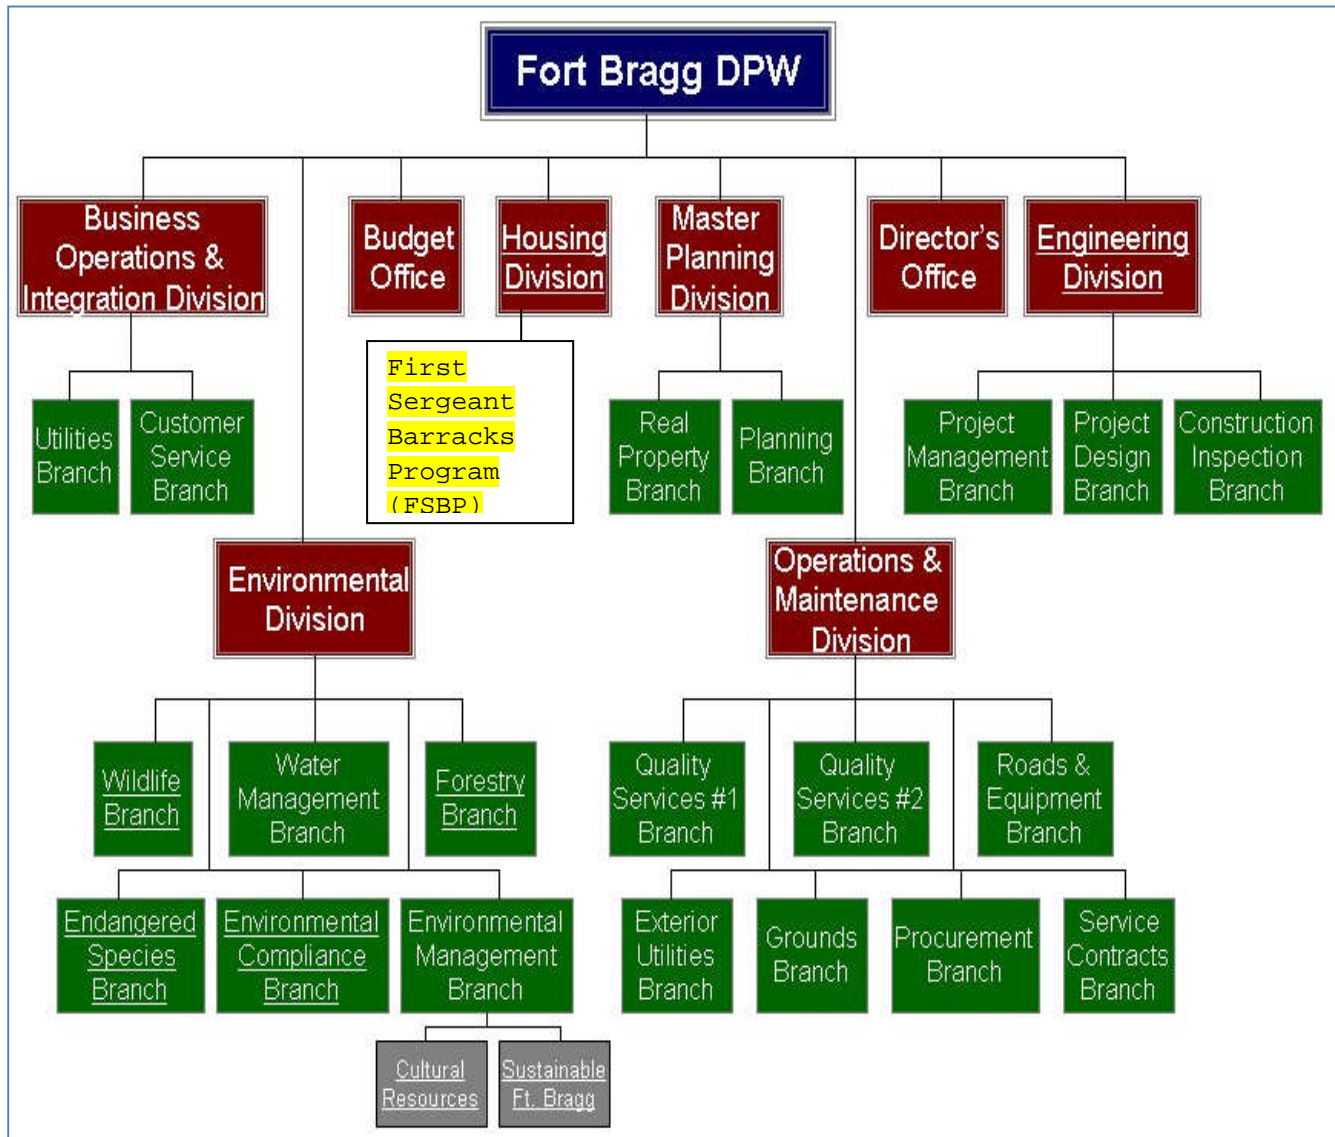 Fort Bragg DPW
Business
Operations &
Integration Division
Budget
Office
Housing
Division
Master
Planning
Division
Director's
Office
Engineering
Division
First
Sergeant
Barracks
Program
(FSBP)
Utilities
Branch
Customer
Service
Branch
Real
Property
Branch
Planning
Branch
Project
Management
Branch
Project
Design
Branch
Construction
Inspection
Branch
Environmental
Division
Operations &
Maintenance
Division
Wildlife
Branch
Water
Management
Branch
Forestry
Branch
Quality
Services #1
Branch
Quality
Services #2
Branch
Roads &
Equipment
Branch
Endangered
Species
Branch
Environmental
Compliance
Branch
Environmental
Management
Branch
Exterior
Utilities
Branch
Grounds
Branch
Procurement
Branch
Service
Contracts
Branch
Cultural
Resources
Sustainable
Ft. Bragg